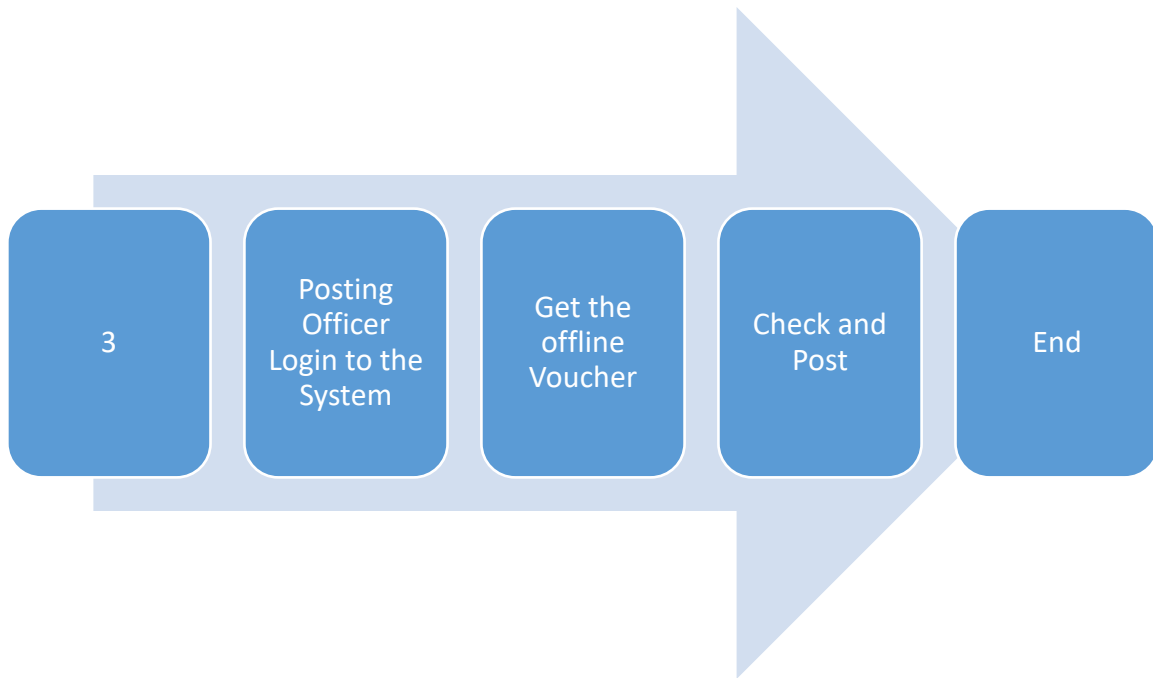 3
Posting
Officer
Login to the
System
Get the
offline
Voucher
Check and
Post
End